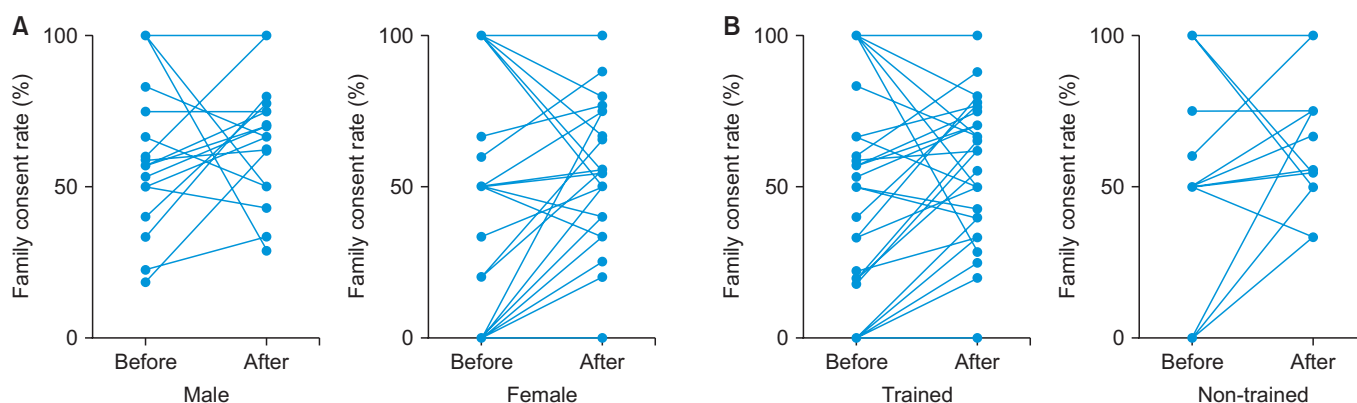 A
Family consent rate (%)
100
50
0
Before After
Male
Family consent rate (%)
100
50
0
Before After
Female
B
Family consent rate (%)
100
50
0
Before After
Trained
Family consent rate (%)
100
50
0
Before After
Non-trained